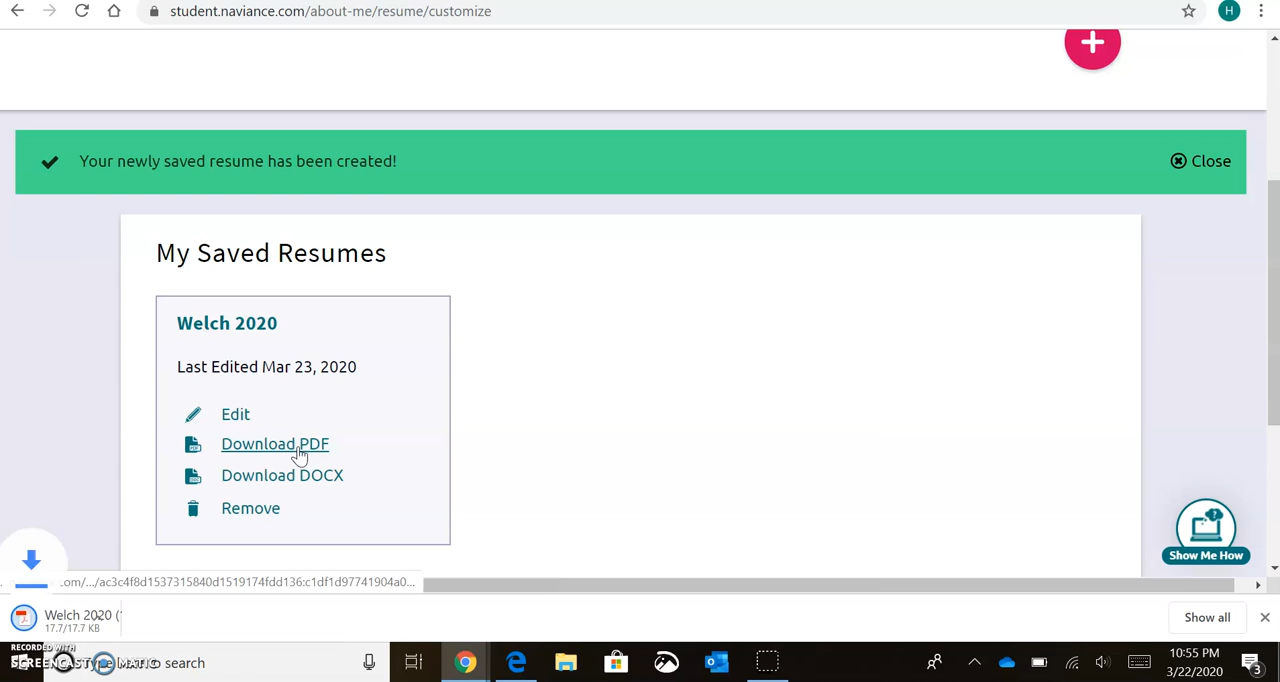 student.naviance.com/about-me/resume/customize
H
Your newly saved resume has been created!
Close
My Saved Resumes
Welch 2020
Last Edited Mar 23, 2020
Edit
Download PDF
Download DOCX
Remove
Show Me How
.com/.../ac3c4f8d1537315840d1519174fdd136:c1df1d97741904a0...
Welch 2020 (
17.7/17.7 KB
Show all
RECORDED WITH
SCREENCAST MATIC
to search
10:55 PM
3/22/2020
3